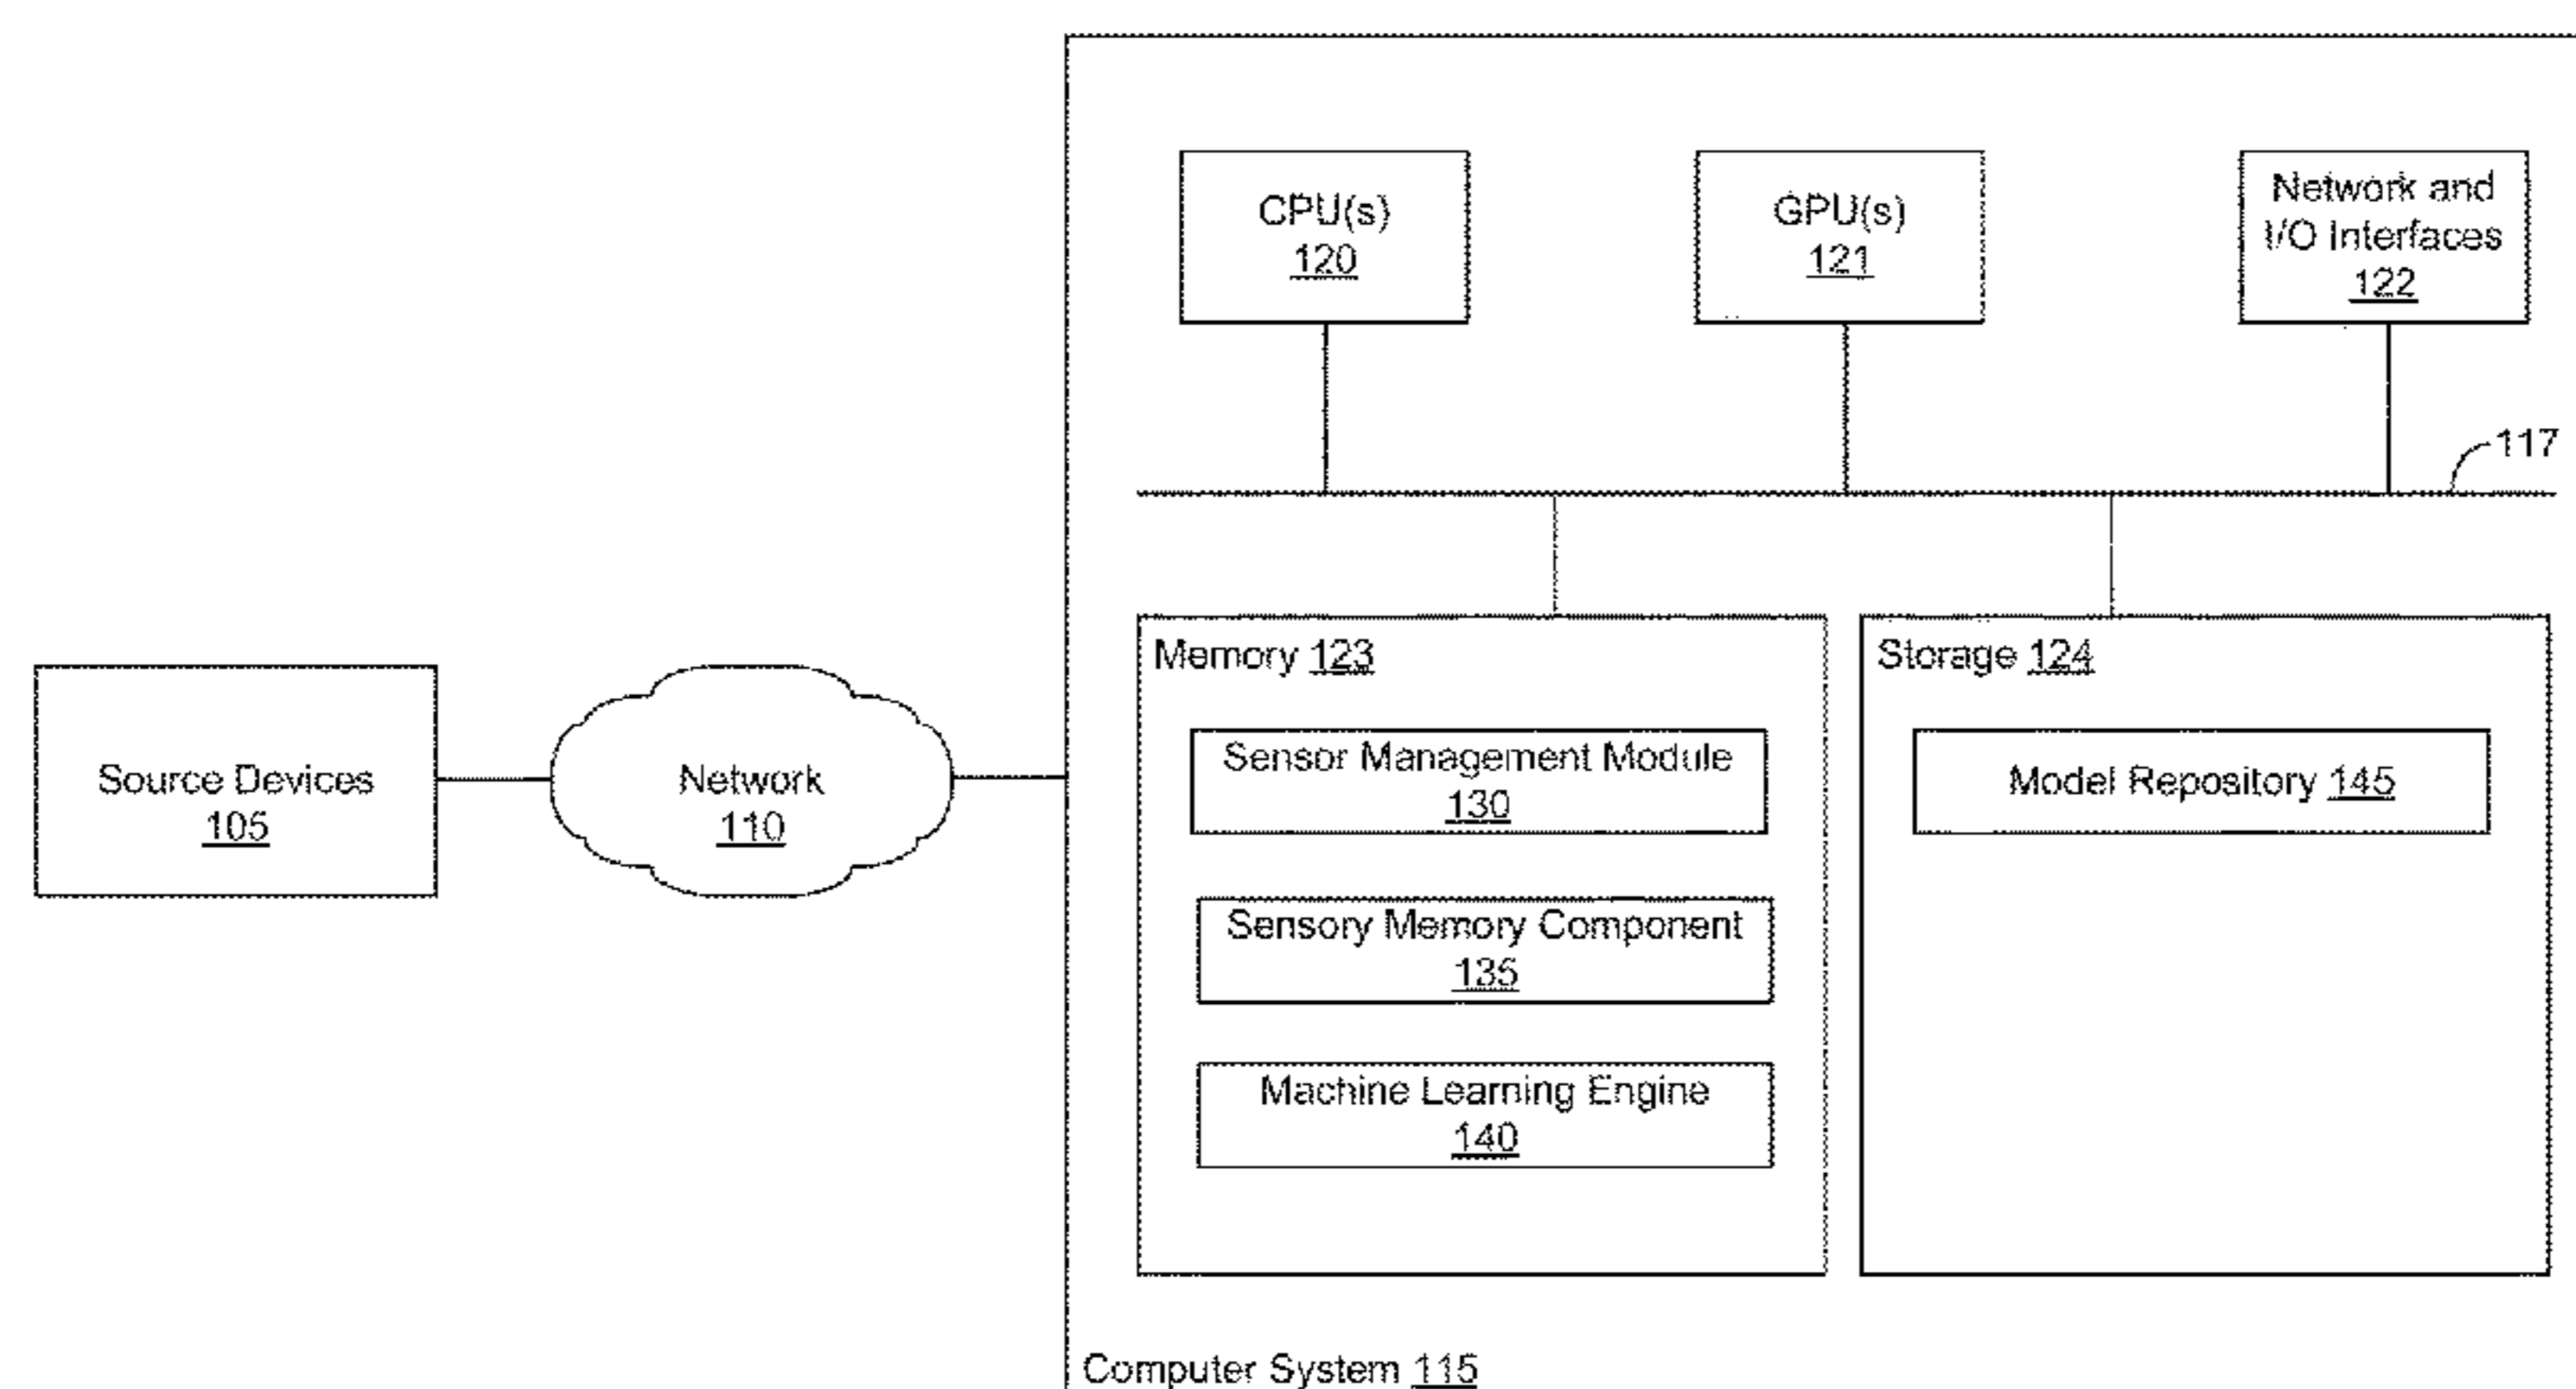 CPU(s)
120
GPU(s)
121
Network and
I/O Interfaces
122
117
Memory 123
Sensor Management Module
130
Sensory Memory Component
135
Machine Learning Engine
140
Storage 124
Model Repository 145
Source Devices
105
Network
110
Computer System 115